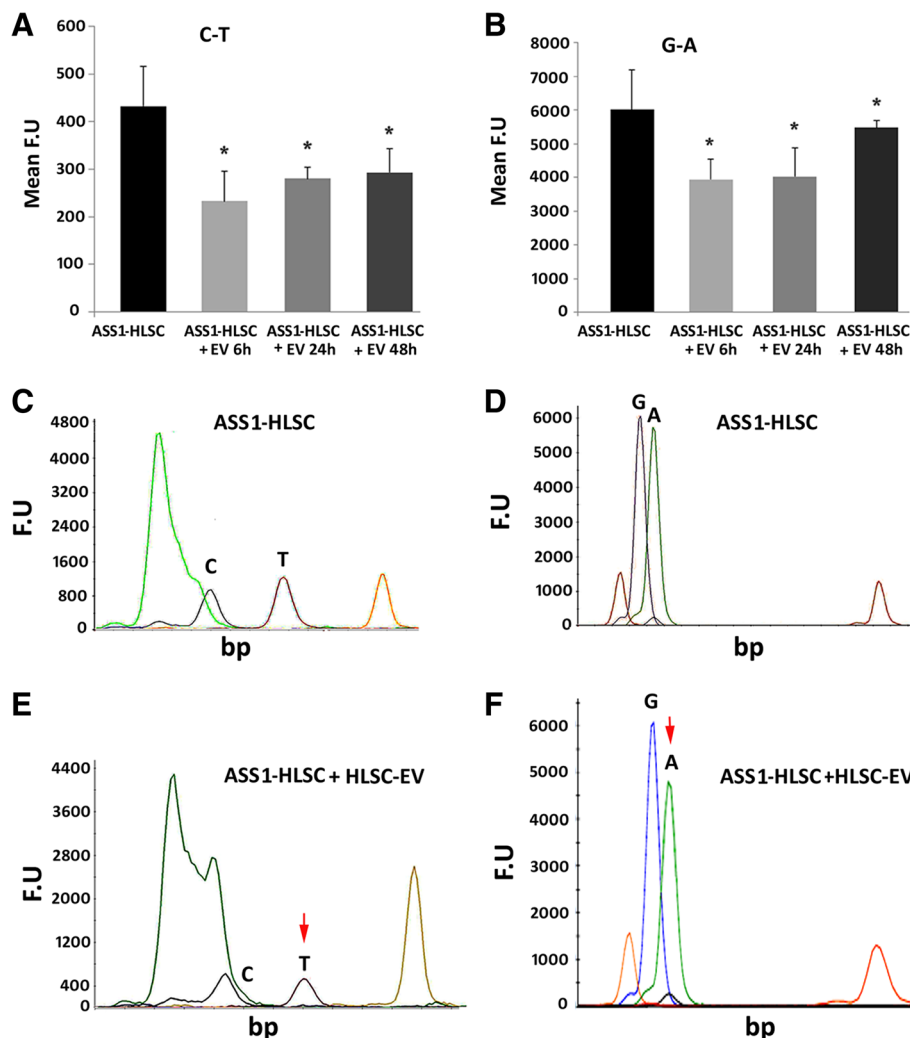 A
C-T
Mean F.U
600
500
400
300
200
100
0
*
*
*
ASS1-HLSC
ASS1-HLSC
+ EV 6h
ASS1-HLSC
+ EV 24h
ASS1-HLSC
+ EV 48h
B
G-A
Mean F.U
8000
7000
6000
5000
4000
3000
2000
1000
0
*
*
*
ASS1-HLSC
ASS1-HLSC
+ EV 6h
ASS1-HLSC
+ EV 24h
ASS1-HLSC
+ EV 48h
C
ASS1-HLSC
F.U
4800
4000
3200
2400
1600
800
0
C
T
bp
D
ASS1-HLSC
F.U
6000
5000
4000
3000
2000
1000
0
G
A
bp
E
ASS1-HLSC + HLSC-EV
F.U
4400
3600
2800
2000
1200
400
0
C
T
bp
F
ASS1-HLSC+HLSC-EV
F.U
6000
5000
4000
3000
2000
1000
0
G
A
bp